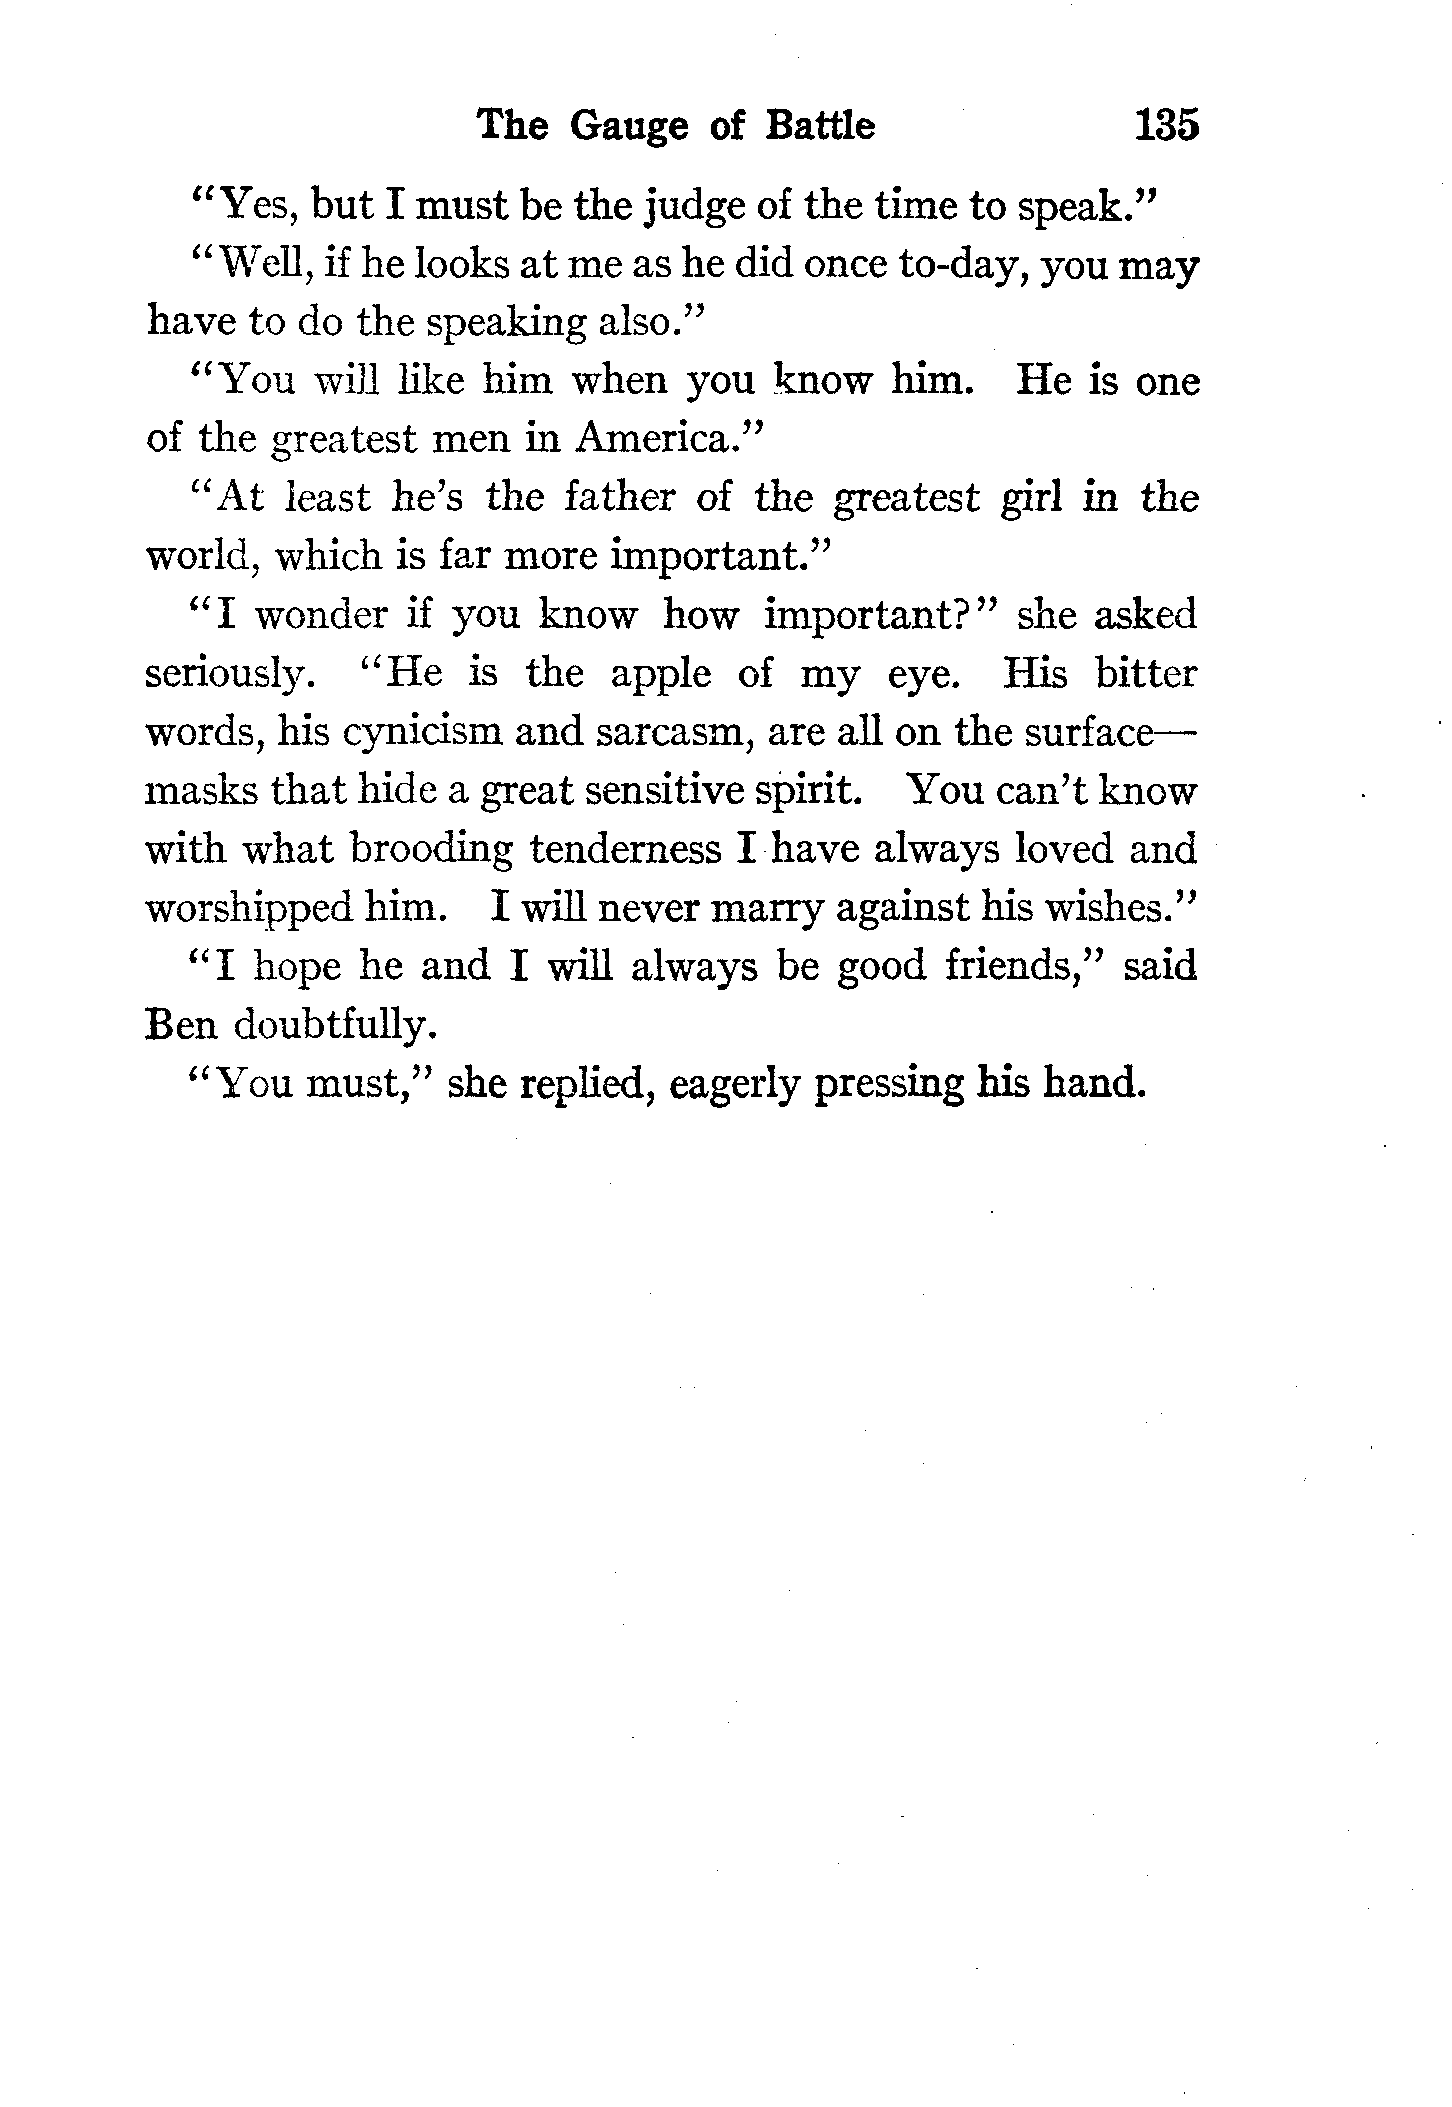 The Gauge of Battle 135
“Yes, but I must be the judge of the time to speak.”
“Well, if he looks at me as he did once to-day, you may
have to do the speaking also.”
“You will like him when you know him. He is one
of the greatest men in America.”
“At least he’s the father of the greatest girl in the
world, which is far more important.”
“I wonder if you know how important?” she asked
seriously. “He is the apple of my eye. His bitter
words, his cynicism and sarcasm, are all on the surface—
masks that hide a great sensitive spirit. You can’t know
with what brooding tenderness I have always loved and
worshipped him. I will never marry against his wishes.”
“I hope he and I will always be good friends,” said
Ben doubtfully.
“You must,” she replied, eagerly pressing his hand.